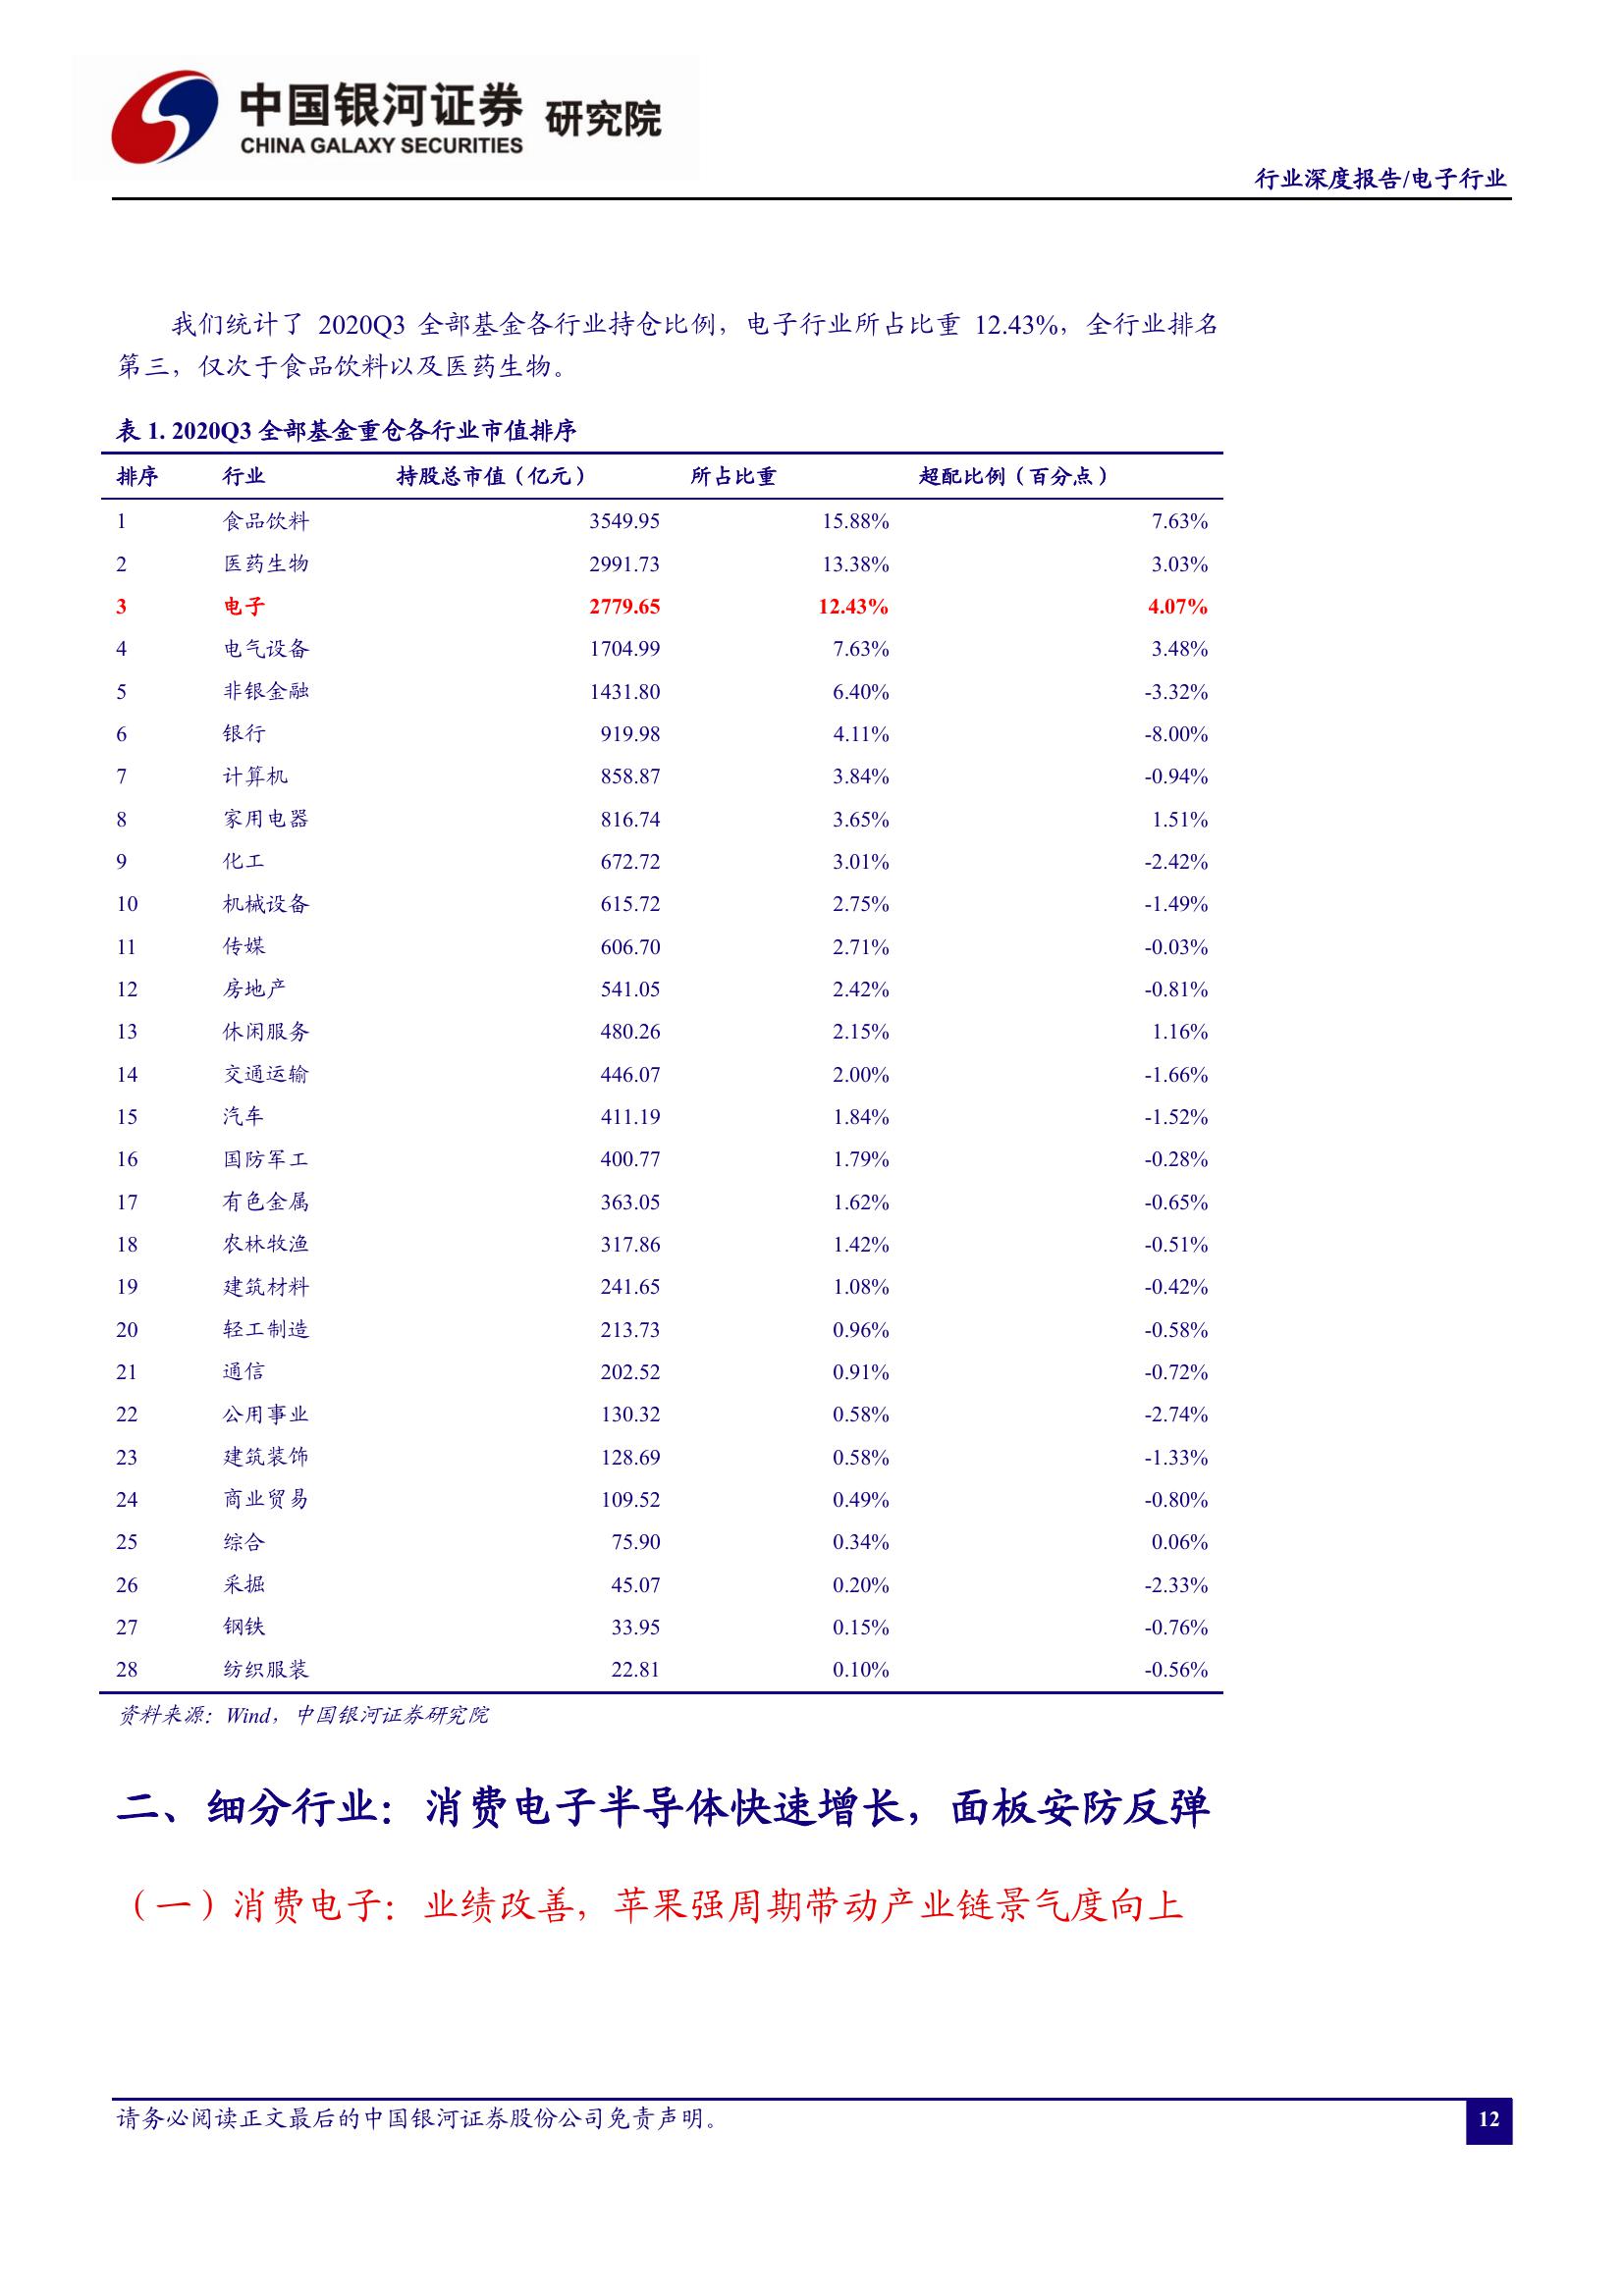 中国银河证券 研究院
CHINA GALAXY SECURITIES
行业深度报告/电子行业
我们统计了 2020Q3 全部基金各行业持仓比例，电子行业所占比重 12.43%，全行业排名
第三，仅次于食品饮料以及医药生物。
表 1. 2020Q3 全部基金重仓各行业市值排序
排序 行业 持股总市值（亿元） 所占比重 超配比例（百分点）
1 食品饮料 3549.95 15.88% 7.63%
2 医药生物 2991.73 13.38% 3.03%
3 电子 2779.65 12.43% 4.07%
4 电气设备 1704.99 7.63% 3.48%
5 非银金融 1431.80 6.40% -3.32%
6 银行 919.98 4.11% -8.00%
7 计算机 858.87 3.84% -0.94%
8 家用电器 816.74 3.65% 1.51%
9 化工 672.72 3.01% -2.42%
10 机械设备 615.72 2.75% -1.49%
11 传媒 606.70 2.71% -0.03%
12 房地产 541.05 2.42% -0.81%
13 休闲服务 480.26 2.15% 1.16%
14 交通运输 446.07 2.00% -1.66%
15 汽车 411.19 1.84% -1.52%
16 国防军工 400.77 1.79% -0.28%
17 有色金属 363.05 1.62% -0.65%
18 农林牧渔 317.86 1.42% -0.51%
19 建筑材料 241.65 1.08% -0.42%
20 轻工制造 213.73 0.96% -0.58%
21 通信 202.52 0.91% -0.72%
22 公用事业 130.32 0.58% -2.74%
23 建筑装饰 128.69 0.58% -1.33%
24 商业贸易 109.52 0.49% -0.80%
25 综合 75.90 0.34% 0.06%
26 采掘 45.07 0.20% -2.33%
27 钢铁 33.95 0.15% -0.76%
28 纺织服装 22.81 0.10% -0.56%
资料来源：Wind，中国银河证券研究院
二、细分行业：消费电子半导体快速增长，面板安防反弹
（一）消费电子：业绩改善，苹果强周期带动产业链景气度向上
请务必阅读正文最后的中国银河证券股份公司免责声明。
12